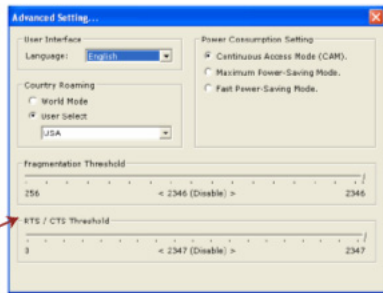 Advanced Setting...
User Interface
Language: English
Country Roaming
World Mode
User Select
USA
Power Consumption Setting
Continuous Access Mode (CAM).
Maximum Power-Saving Mode.
Fast Power-Saving Mode.
Fragmentation Threshold
256 < 2346 (Disable) > 2346
RTS / CTS Threshold
3 < 2347 (Disable) > 2347